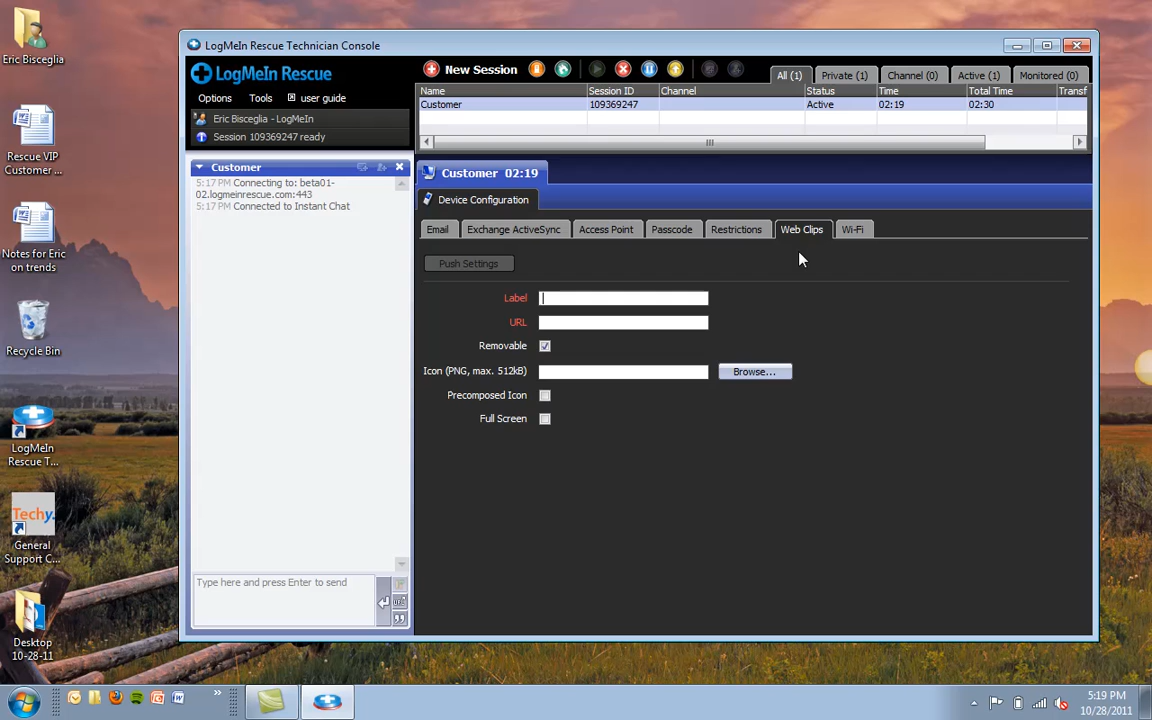 Eric Bisceglia
Rescue VIP
Customer ...
Notes for Eric
on trends
Recycle Bin
LogMeIn
Rescue T...
Techy.
General
Support C...
Desktop
10-28-11
LogMeIn Rescue Technician Console
LogMeIn Rescue
Options
Tools
user guide
Eric Bisceglia - LogMeIn
Session 109369247 ready
New Session
All (1)
Private (1)
Channel (0)
Active (1)
Monitored (0)
Name
Session ID
Channel
Status
Time
Total Time
Transf
Customer
109369247
Active
02:19
02:30
Customer
5:17 PM Connecting to: beta01-
02.logmeinrescue.com:443
5:17 PM Connected to Instant Chat
Type here and press Enter to send
Customer 02:19
Device Configuration
Email
Exchange ActiveSync
Access Point
Passcode
Restrictions
Web Clips
Wi-Fi
Push Settings
Label
URL
Removable
Icon (PNG, max. 512kB)
Browse...
Precomposed Icon
Full Screen
5:19 PM
10/28/2011